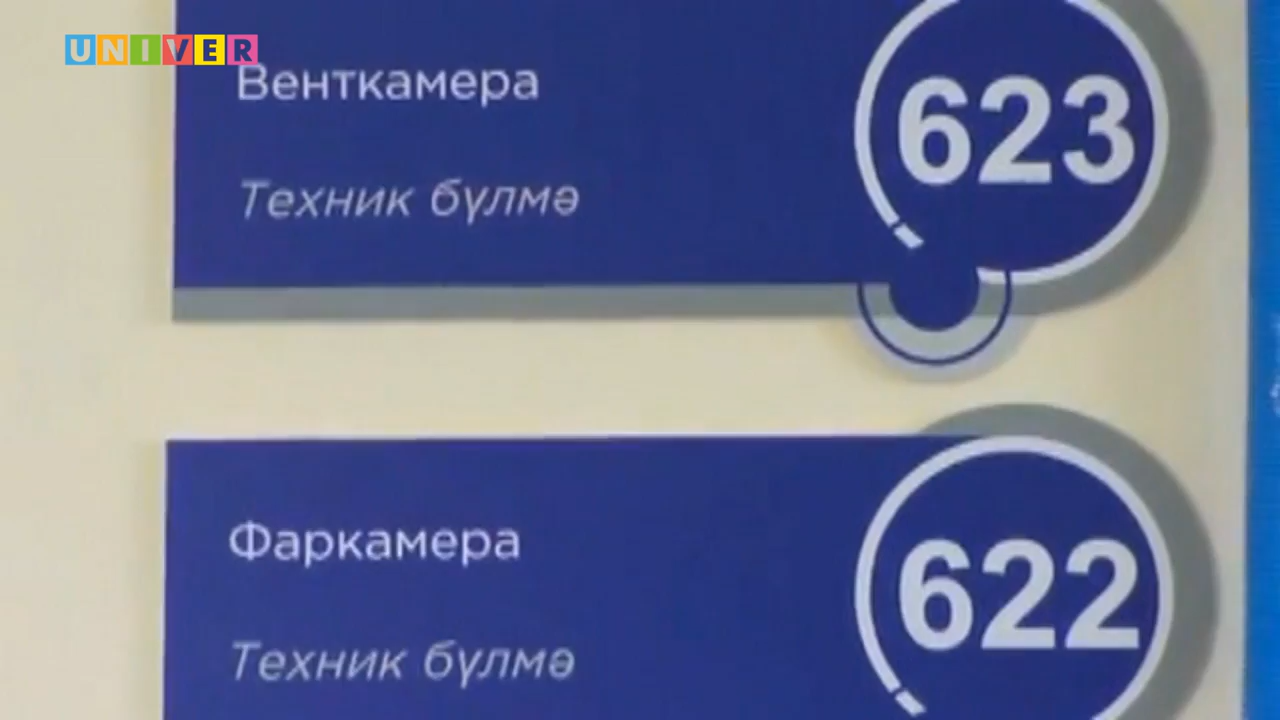 UNIVER
Венткамера
623
Техник бүлмә
Фаркамера
622
Техник бүлмә